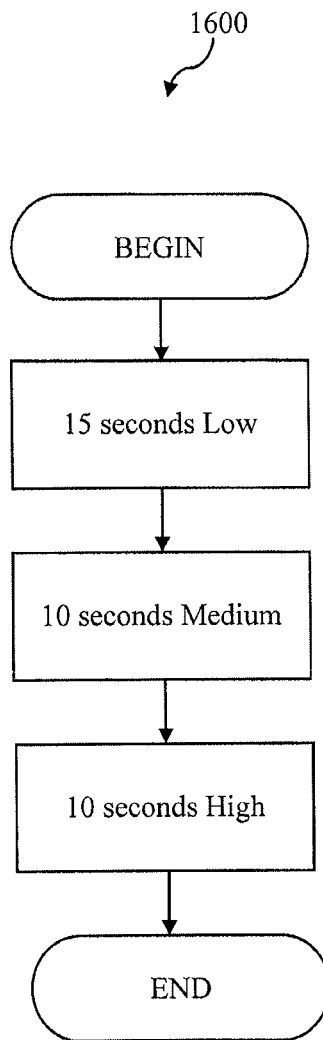 1600
BEGIN
15 seconds Low
10 seconds Medium
10 seconds High
END